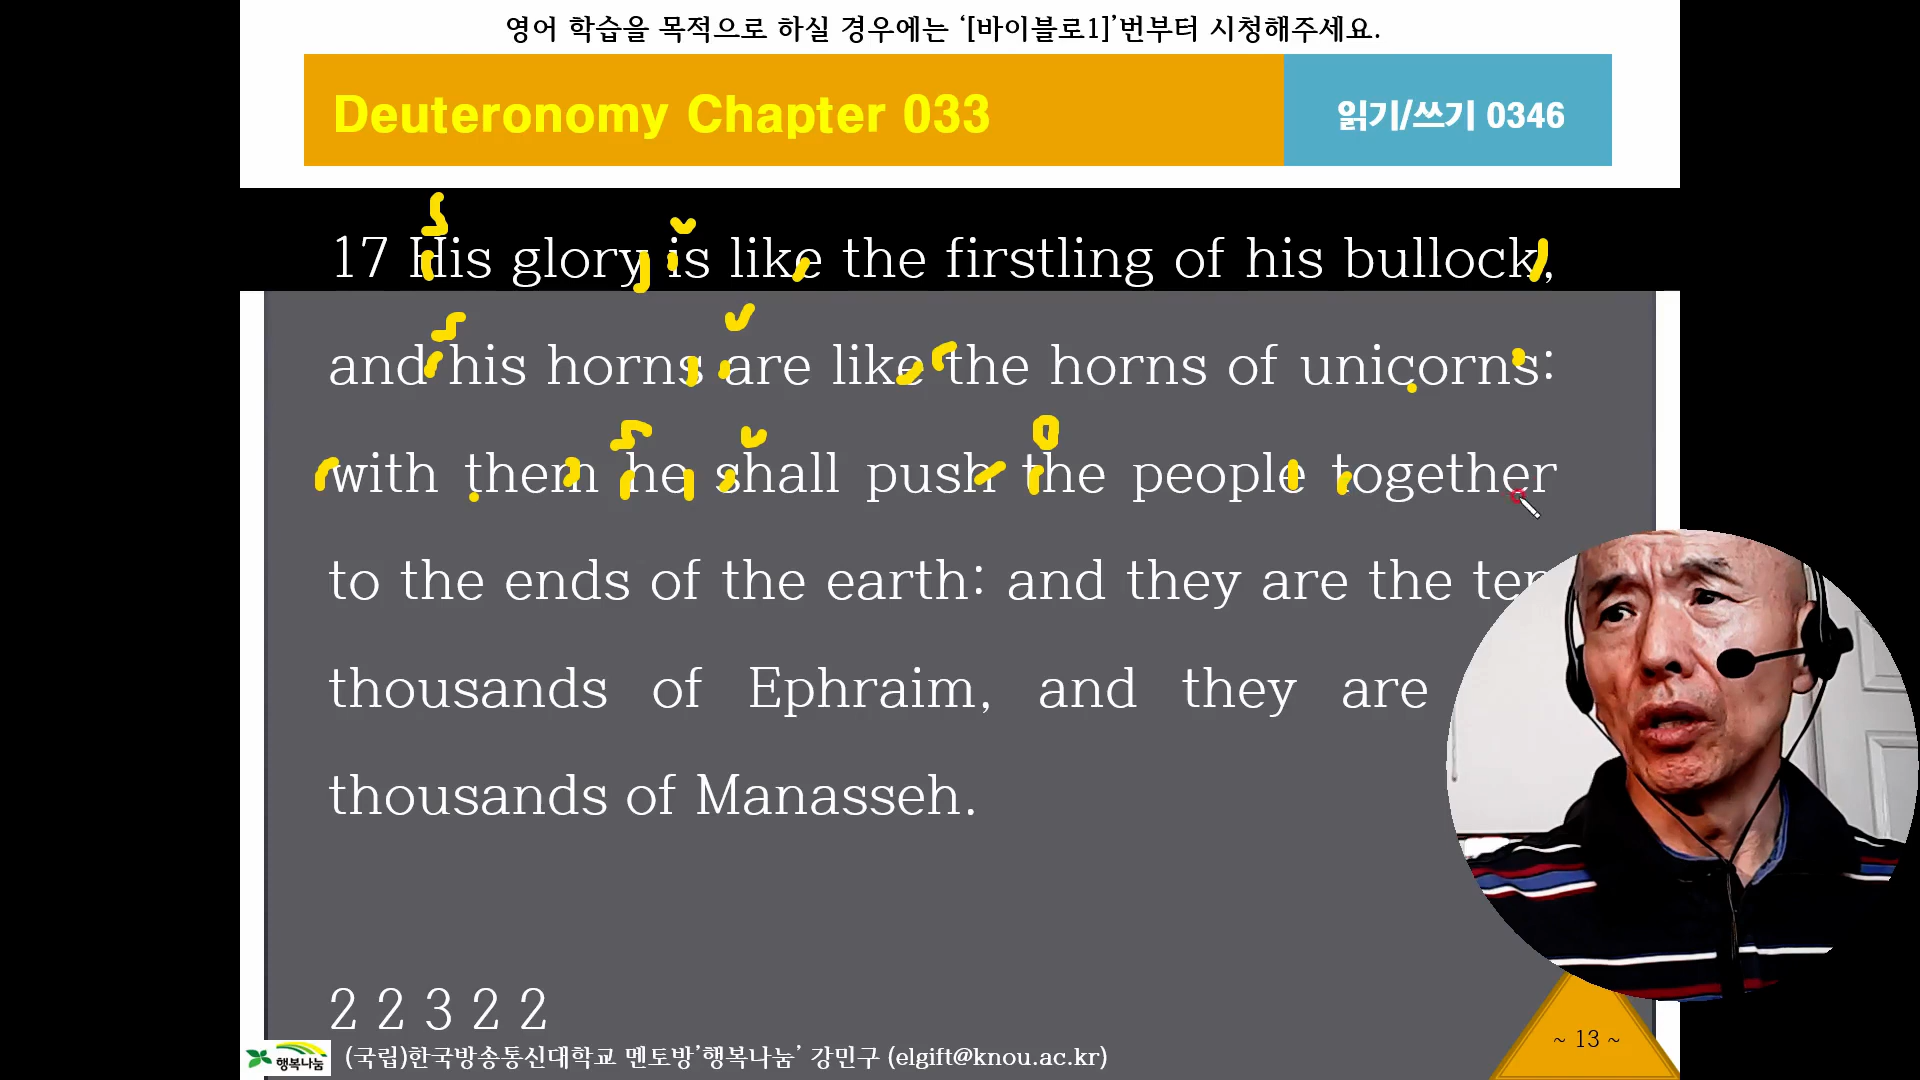 영어 학습을 목적으로 하실 경우에는 ‘[바이블로1]’번부터 시청해주세요.
Deuteronomy Chapter 033
읽기/쓰기 0346
17 His glory is like the firstling of his bullock,
and his horns are like the horns of unicorns:
with them he shall push the people together
to the ends of the earth: and they are the ten
thousands of Ephraim, and they are
thousands of Manasseh.
2 2 3 2 2
행복나눔
(국립)한국방송통신대학교 멘토방’행복나눔’ 강민구 (elgift@knou.ac.kr)
~ 13 ~